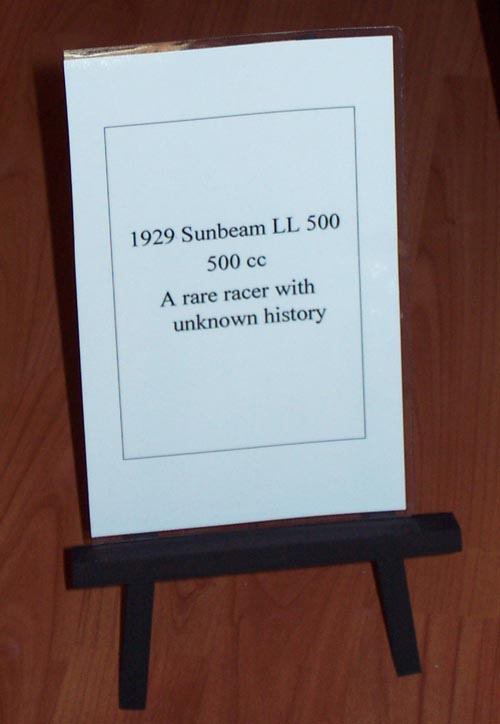 1929 Sunbeam LL 500
500 cc
A rare racer with
unknown history